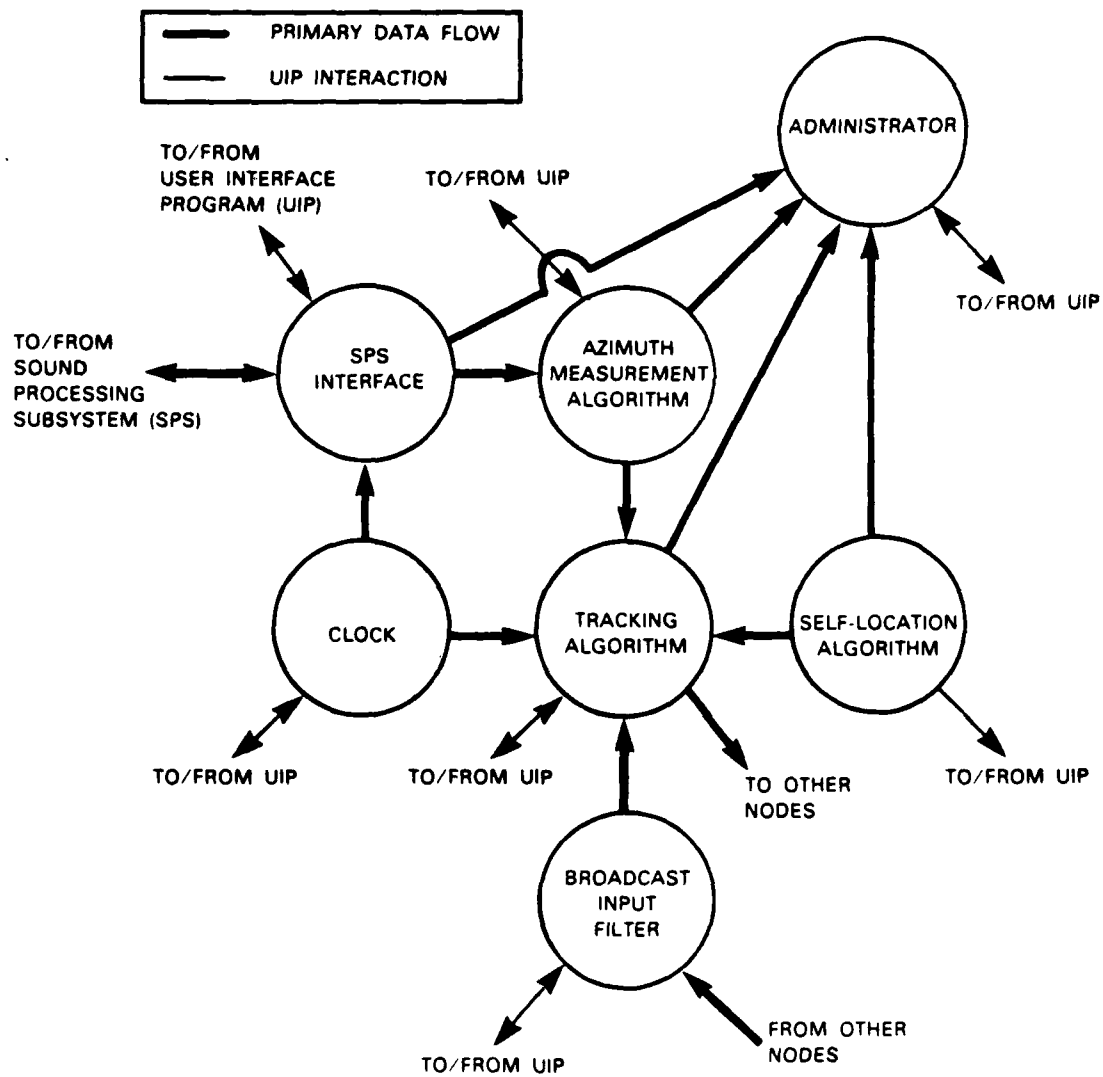 PRIMARY DATA FLOW
UIP INTERACTION
ADMINISTRATOR
TO/FROM
USER INTERFACE
PROGRAM (UIP)
TO/FROM UIP
TO/FROM UIP
TO/FROM
SOUND
PROCESSING
SUBSYSTEM (SPS)
SPS
INTERFACE
AZIMUTH
MEASUREMENT
ALGORITHM
CLOCK
TRACKING
ALGORITHM
SELF-LOCATION
ALGORITHM
TO/FROM UIP
TO/FROM UIP
TO OTHER
NODES
TO/FROM UIP
BROADCAST
INPUT
FILTER
TO/FROM UIP
FROM OTHER
NODES